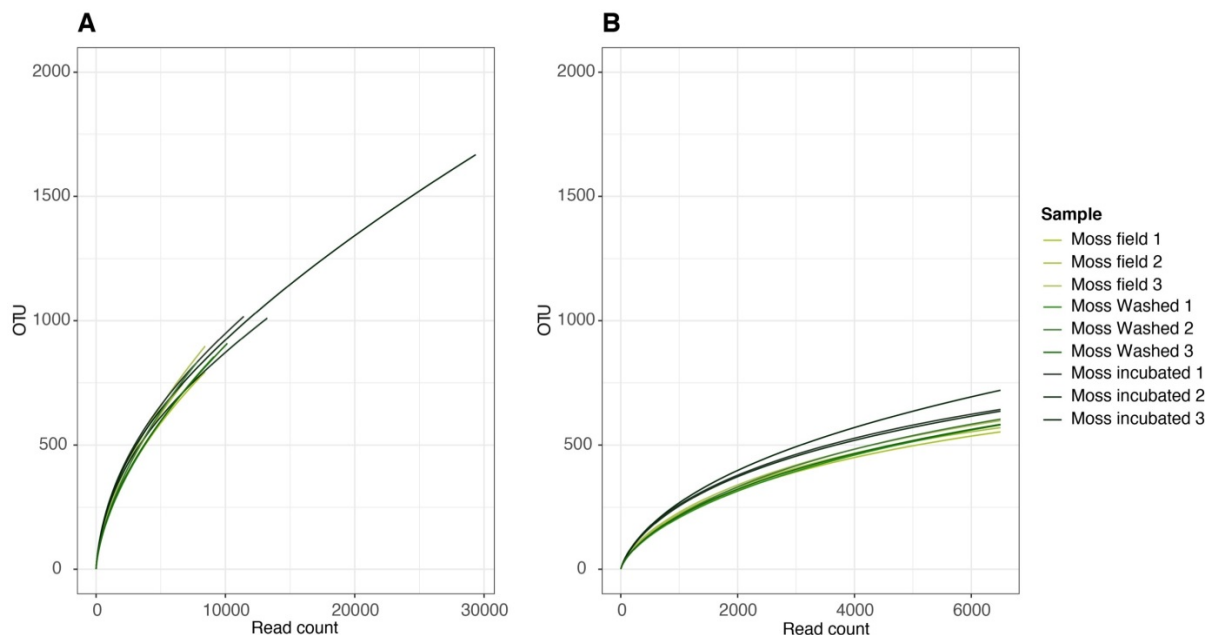 A
2000
1500
1000
500
0
OTU
0 10000 20000 30000
Read count
B
2000
1500
1000
500
0
OTU
0 2000 4000 6000
Read count
Sample
Moss field 1
Moss field 2
Moss field 3
Moss Washed 1
Moss Washed 2
Moss Washed 3
Moss incubated 1
Moss incubated 2
Moss incubated 3